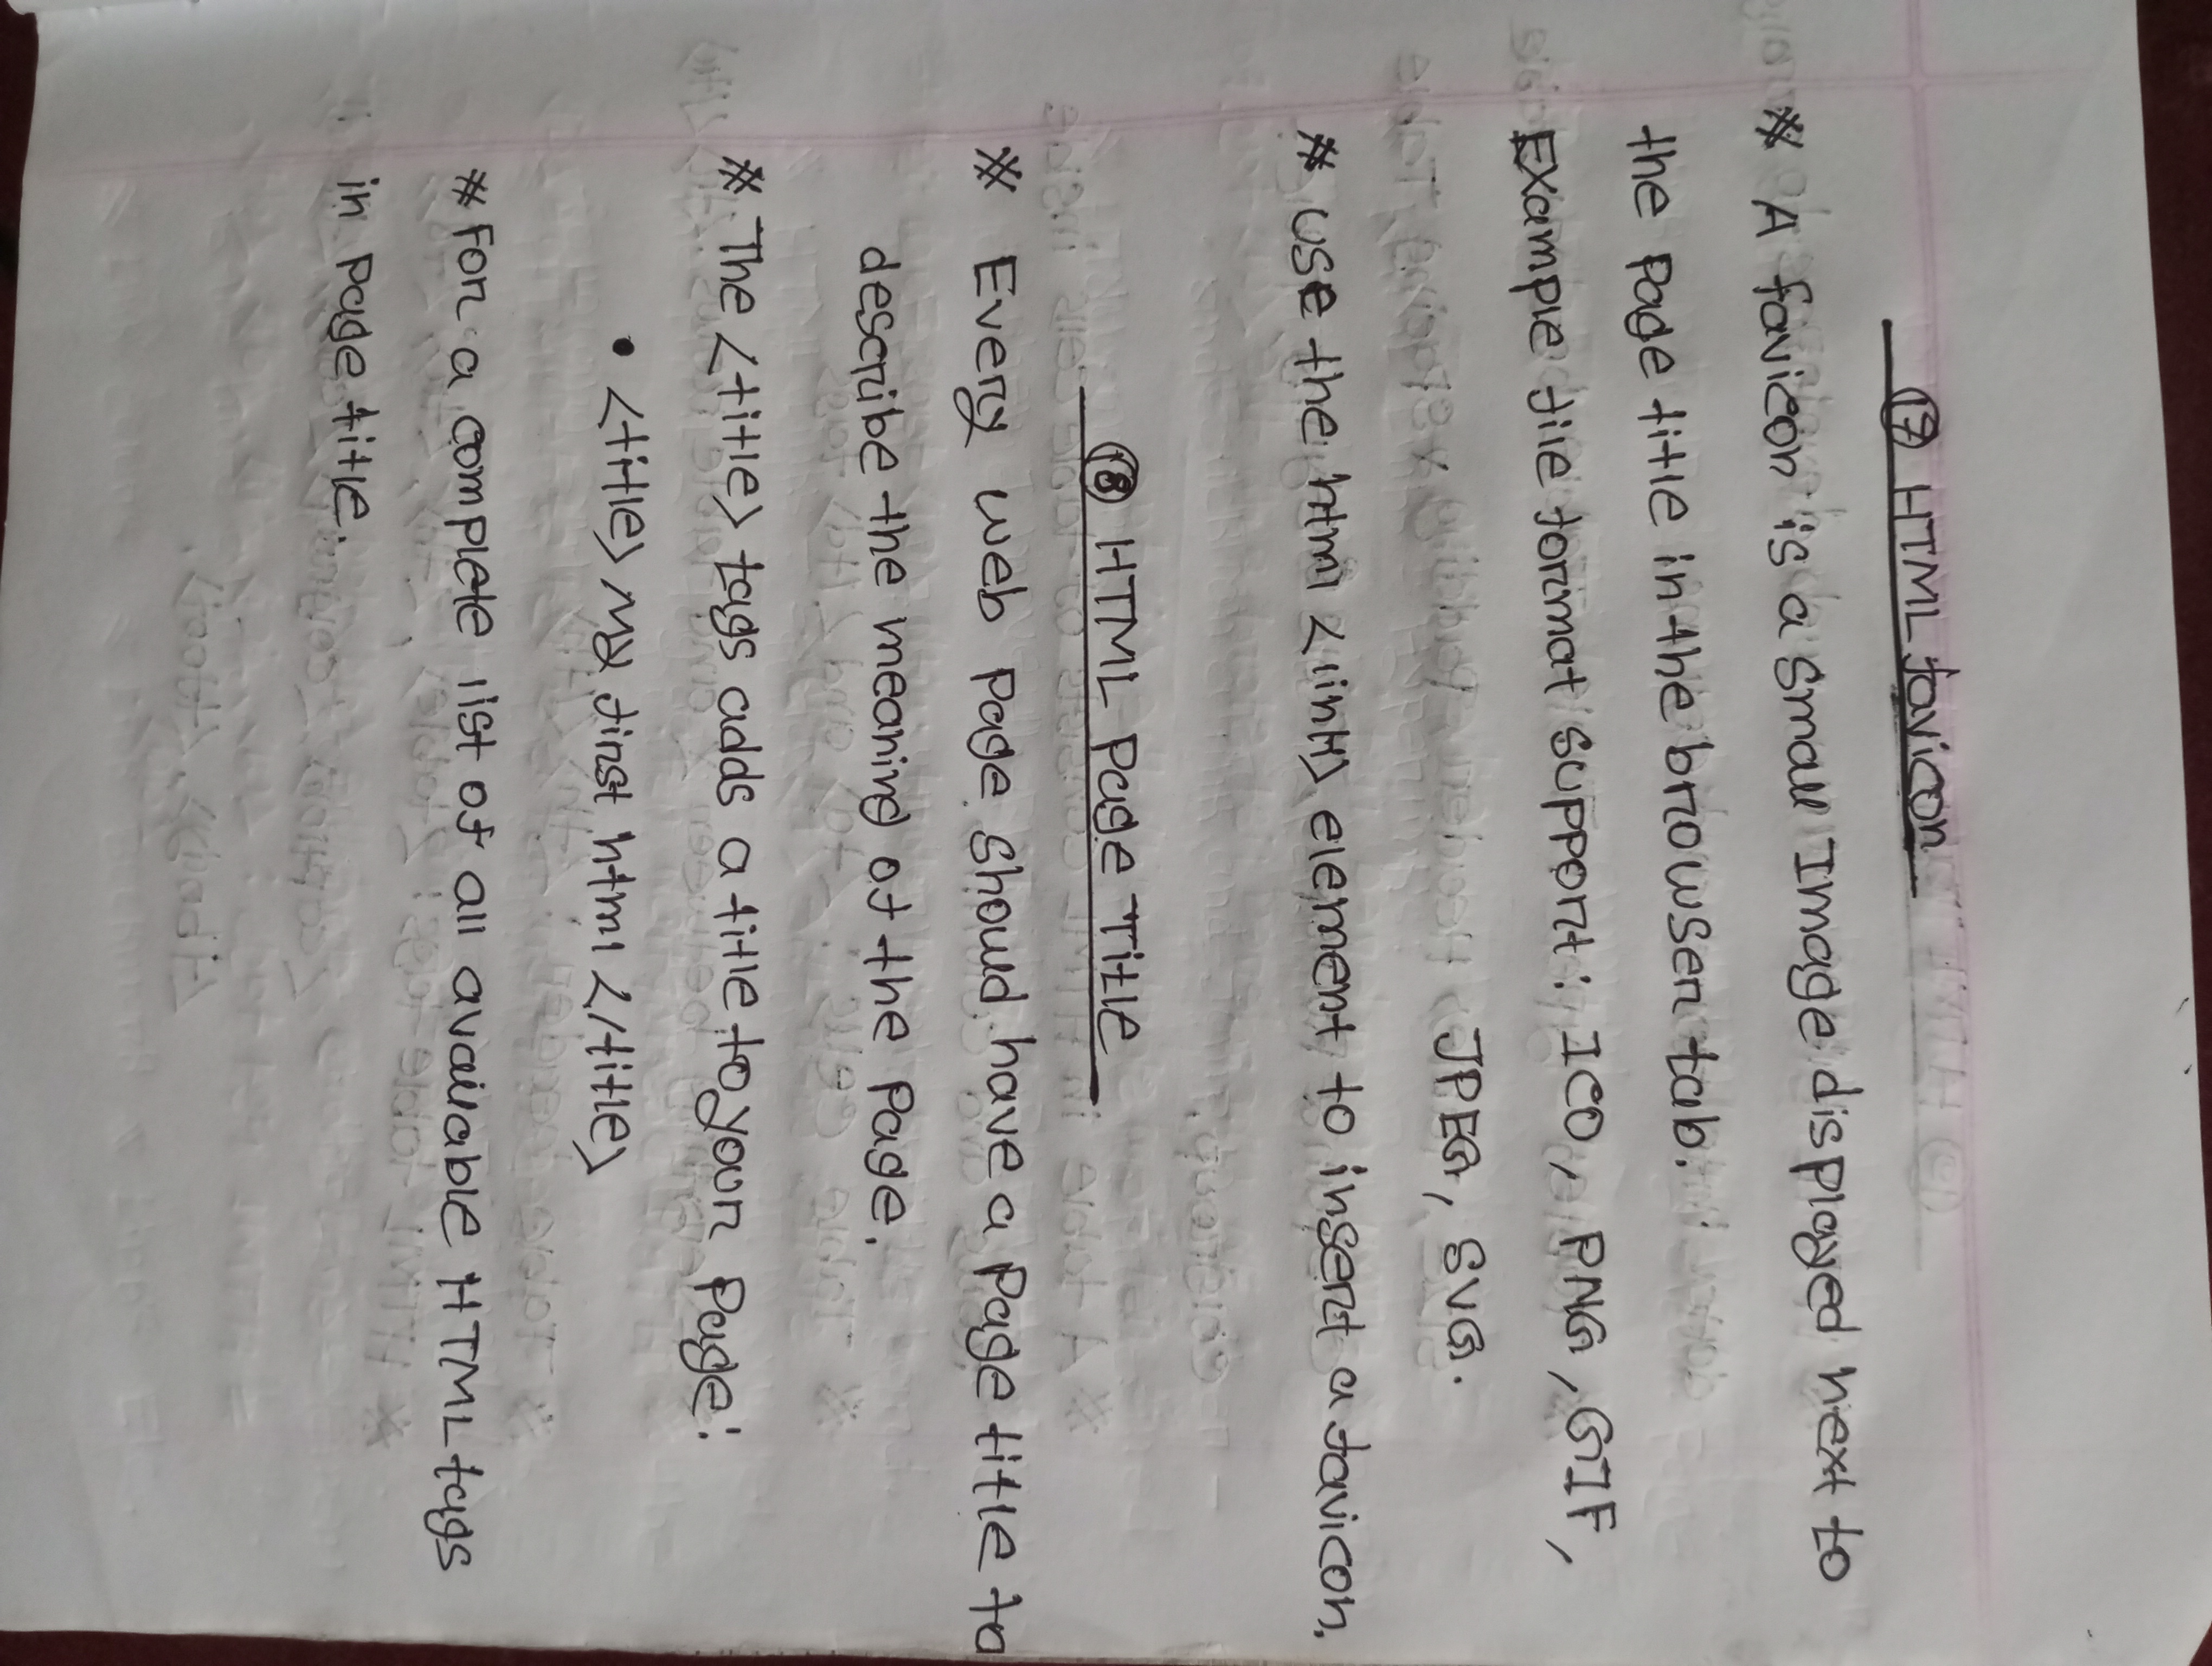 ⑰ HTML favicon
※ A favicon is a small Image displayed next to
the Page title in the browser tab.
Example file format support : ICO, PNG, GIF,
JPEG, SVG.
※ Use the html <link> element to insert a favicon.
⑱ HTML Page Title
※ Every web Page should have a Page title to
describe the meaning of the Page.
※ The <title> tags adds a title to your Page:
• <title> My first html </title>
※ For a complete list of all available HTML tags
in Page title.